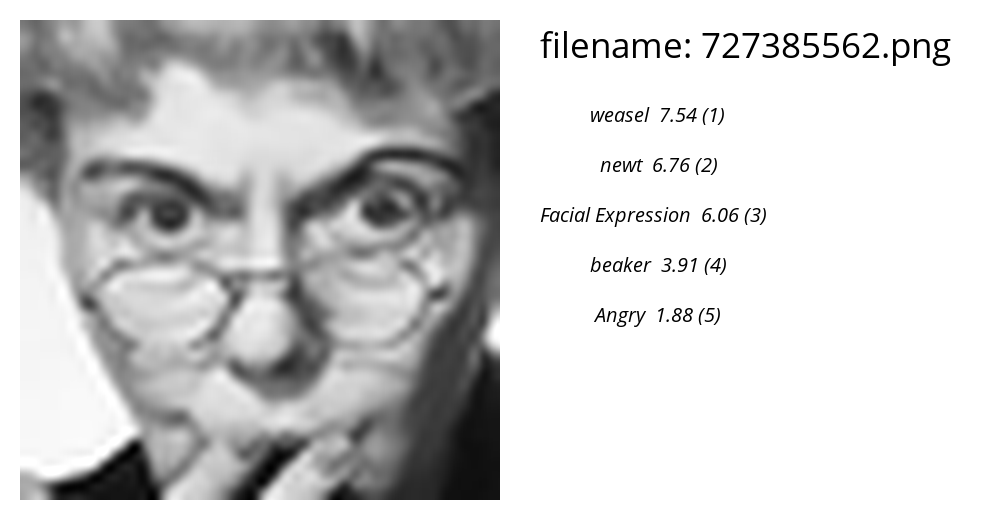 filename: 727385562.png
weasel 7.54 (1)
newt 6.76 (2)
Facial Expression 6.06 (3)
beaker 3.91 (4)
Angry 1.88 (5)